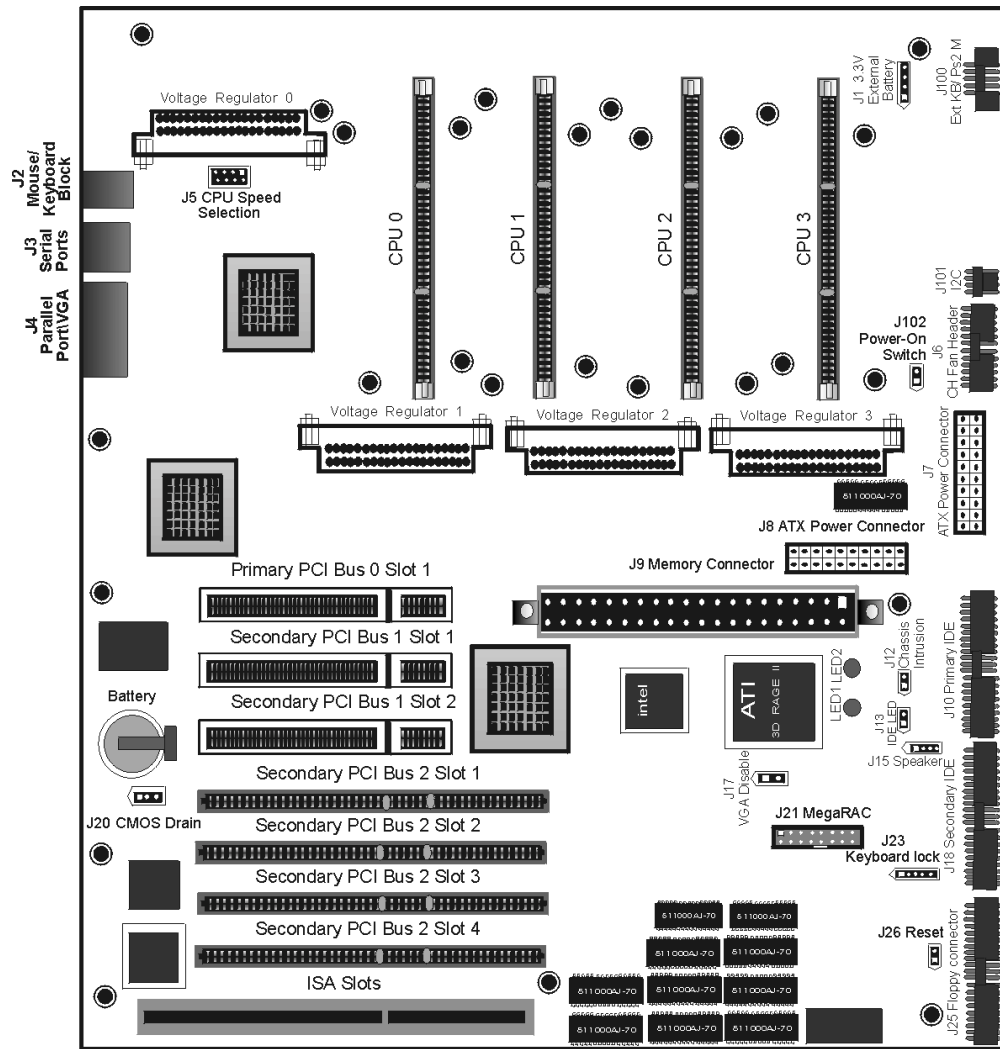 J1 3.3V
External
Battery
J100
Ext KB/ Ps2 M
Voltage Regulator 0
J2
Mouse/
Keyboard
Block
J5 CPU Speed
Selection
J3
Serial
Ports
J4
Parallel
Port\VGA
CPU 0
CPU 1
CPU 2
CPU 3
J101
I2C
J102
Power-On
Switch
J6
CH Fan Header
Voltage Regulator 1
Voltage Regulator 2
Voltage Regulator 3
J7
ATX Power Connector
511000AJ-70
J8 ATX Power Connector
J9 Memory Connector
Primary PCI Bus 0 Slot 1
Secondary PCI Bus 1 Slot 1
Secondary PCI Bus 1 Slot 2
intel
ATI
3D RAGE II
LED1
LED2
J12
Chassis
Intrusion
J10 Primary IDE
J13
IDE LED
J15 Speaker
Battery
J17
VGA Disable
J18 Secondary IDE
Secondary PCI Bus 2 Slot 1
J20 CMOS Drain
J21 MegaRAC
Secondary PCI Bus 2 Slot 2
J23
Keyboard lock
Secondary PCI Bus 2 Slot 3
Secondary PCI Bus 2 Slot 4
ISA Slots
511000AJ-70
511000AJ-70
511000AJ-70
511000AJ-70
511000AJ-70
511000AJ-70
511000AJ-70
511000AJ-70
511000AJ-70
511000AJ-70
J26 Reset
J25 Floppy connector